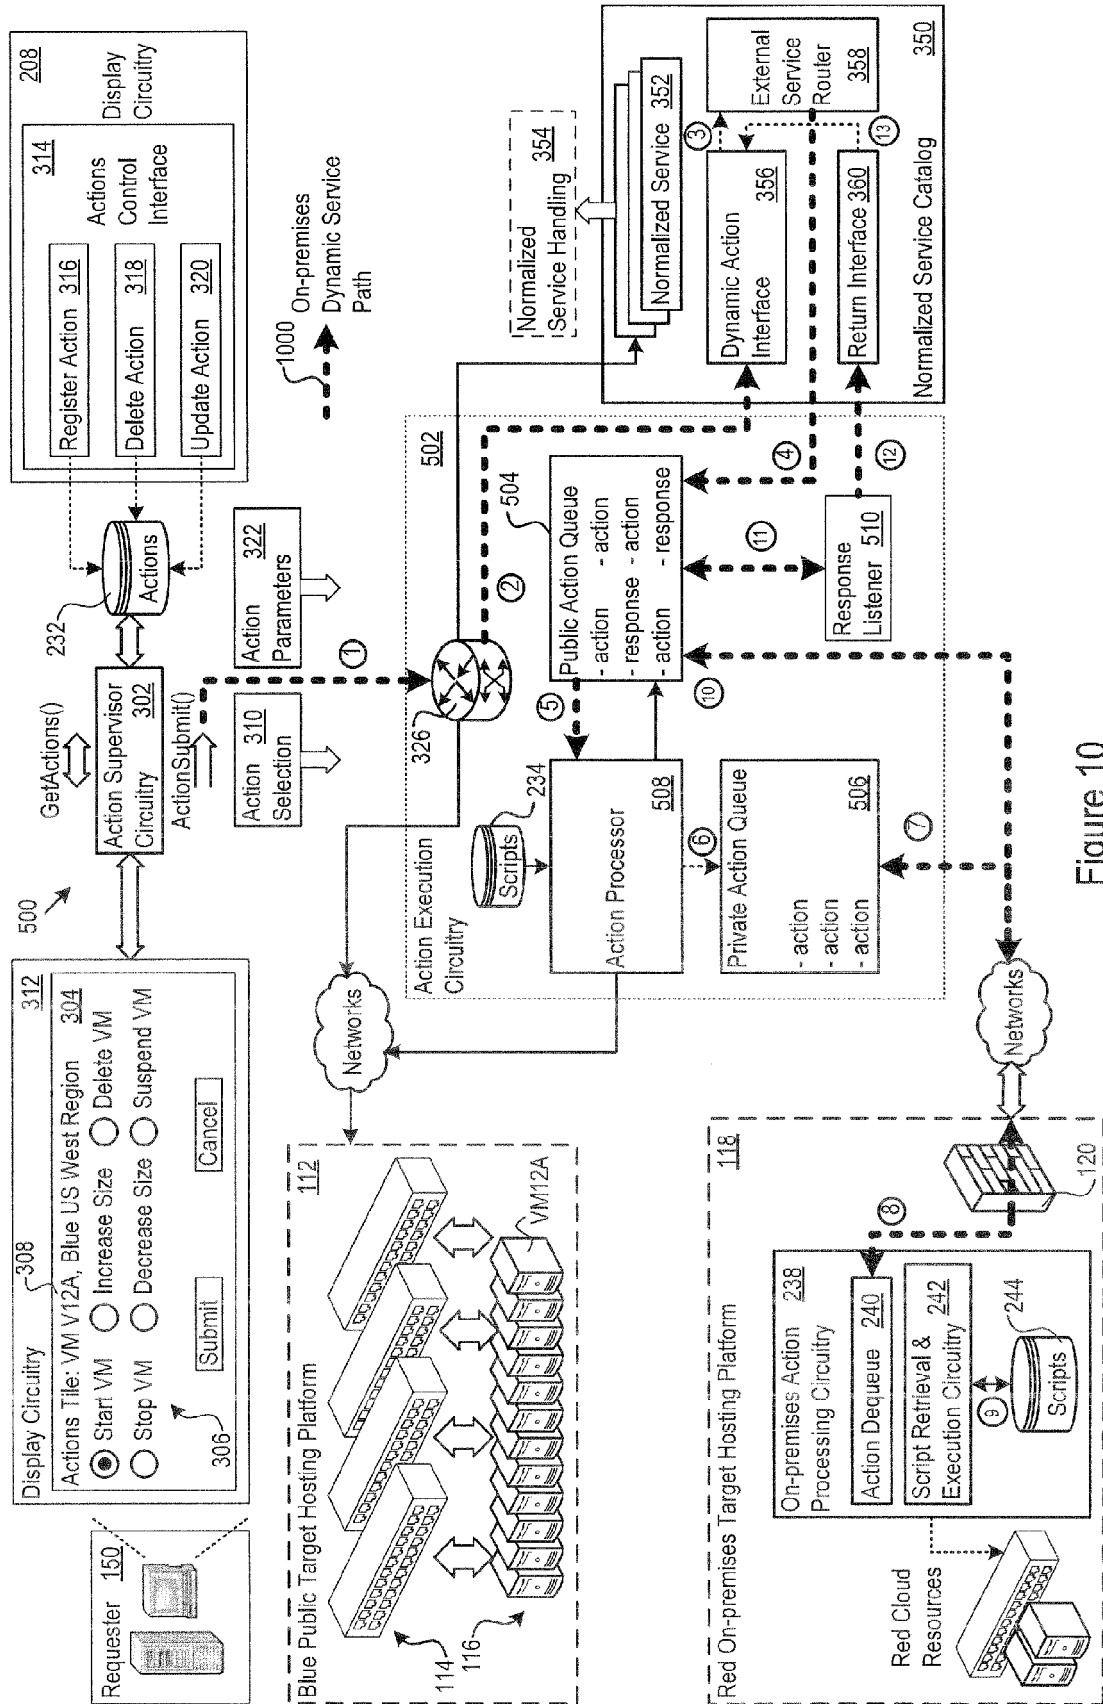 Requester 150
Display Circuitry 312
308
Actions Tile: VM V12A, Blue US West Region 304
Start VM
Increase Size
Delete VM
Stop VM
Decrease Size
Suspend VM
306
Submit
Cancel
500
GetActions()
Action Supervisor
Circuitry 302
ActionSubmit()
232
Actions
Register Action 316
Delete Action 318
Update Action 320
314
Actions
Control
Interface
208
Display
Circuitry
Action
Selection 310
Action
Parameters 322
1
1000
On-premises
Dynamic Service
Path
Blue Public Target Hosting Platform 112
114
116
VM12A
Networks
Action Execution
Circuitry
502
326
2
Scripts
234
Action Processor
508
5
504
Public Action Queue
- action - action
- response - action
- action - response
6
Private Action Queue
- action
- action
- action
506
7
10
11
Response
Listener 510
4
12
Normalized
Service Handling 354
Normalized Service 352
Dynamic Action
Interface 356
3
External
Service
Router
358
13
Return Interface 360
Normalized Service Catalog 350
Red On-premises Target Hosting Platform 118
On-premises Action
Processing Circuitry 238
Action Dequeue 240
Script Retrieval &
Execution Circuitry 242
9
Scripts
244
8
120
Networks
Red Cloud
Resources
Figure 10